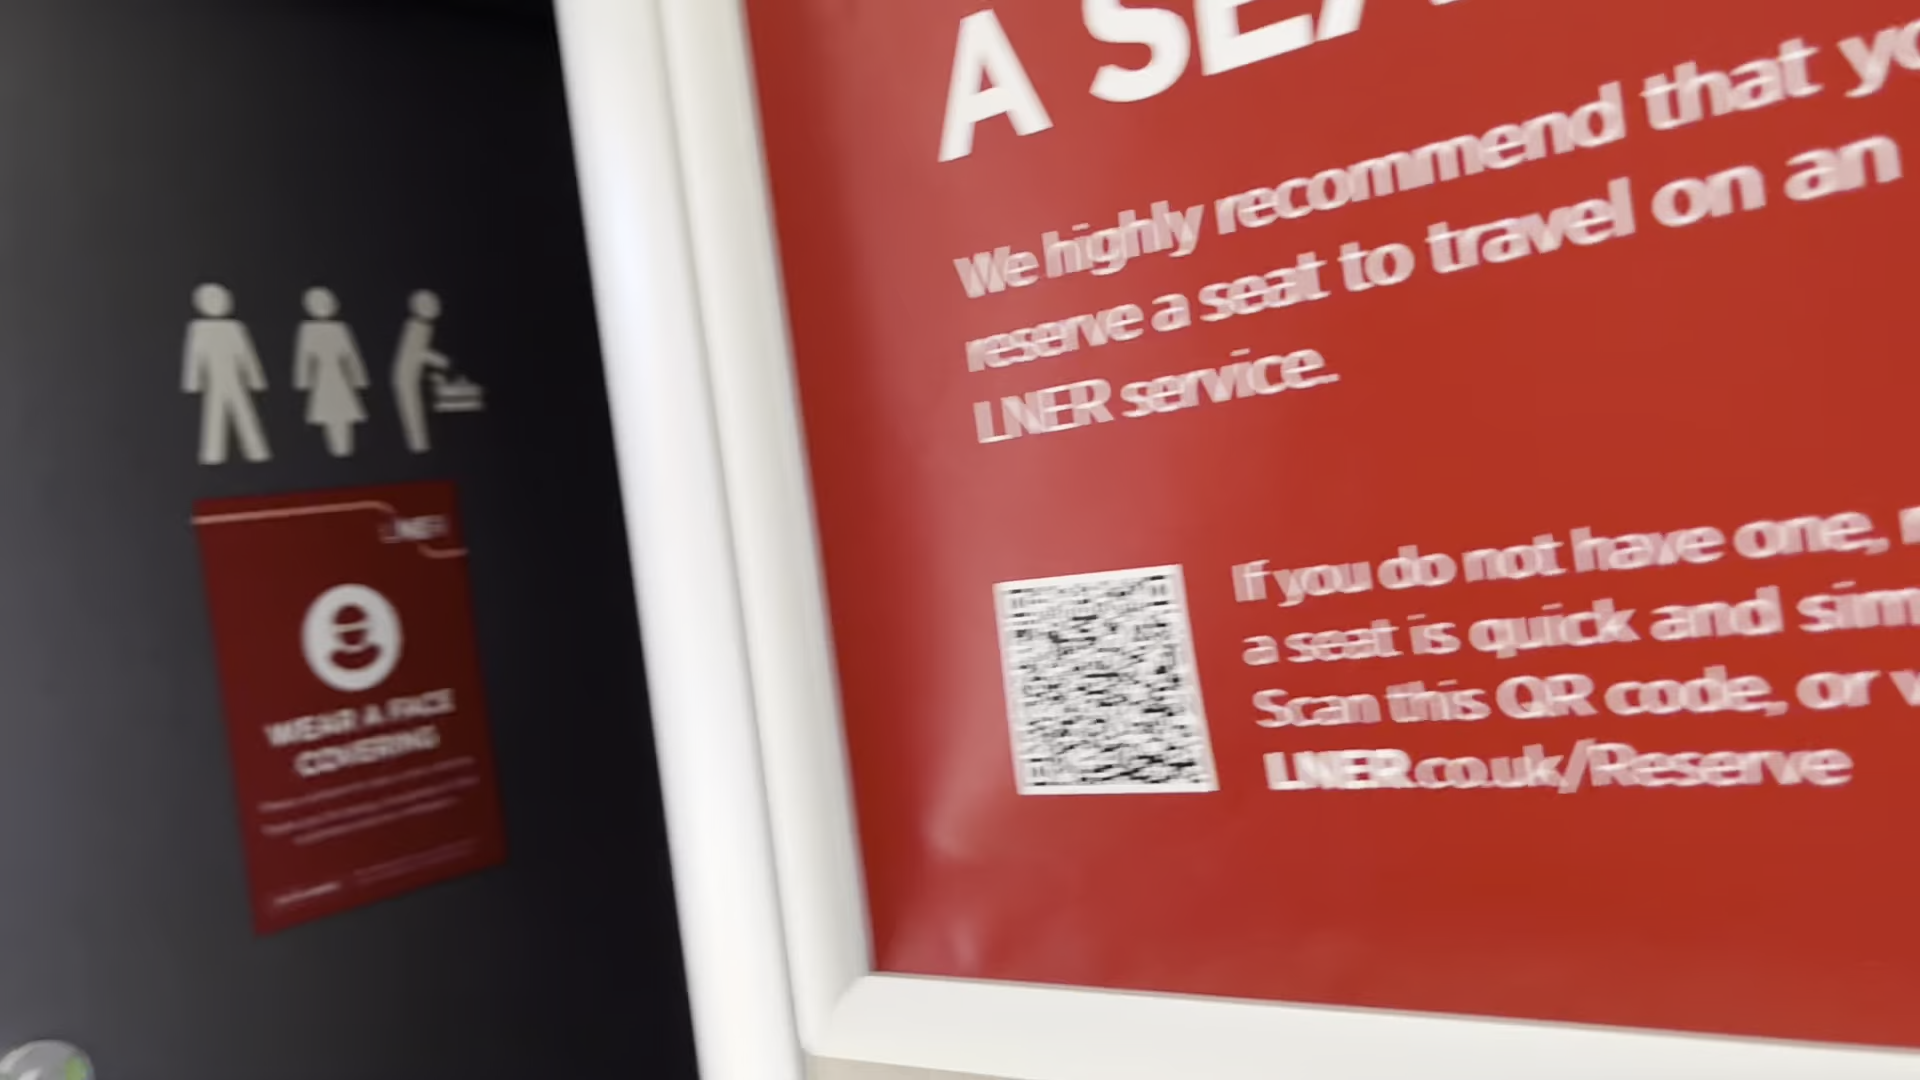 A SEA
We highly recommend that yo
reserve a seat to travel on an
LNER service.
If you do not have one,
a seat is quick and sim
Scan this QR code, or v
LNER.co.uk/Reserve
LNER
WEAR A FACE
COVERING